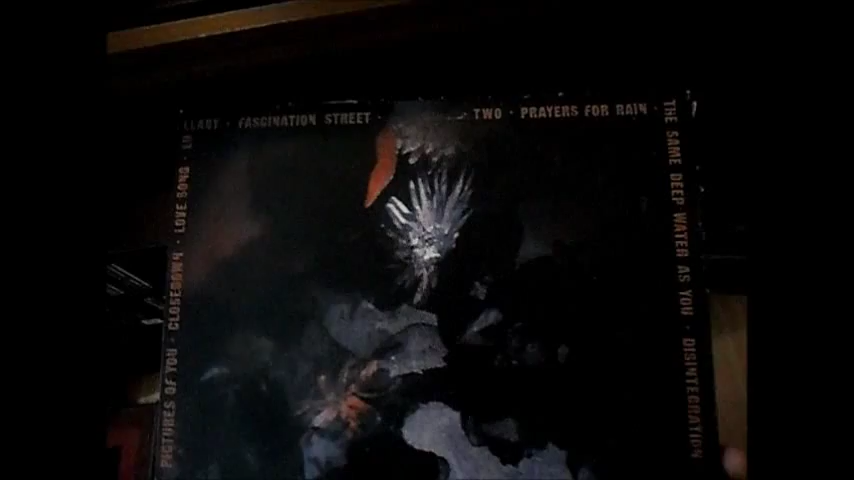 PICTURES OF YOU · CLOSEDOWN · LOVE SONG ·
LLABY · FASCINATION STREET ·
TWO · PRAYERS FOR RAIN ·
THE SAME DEEP WATER AS YOU · DISINTEGRATION